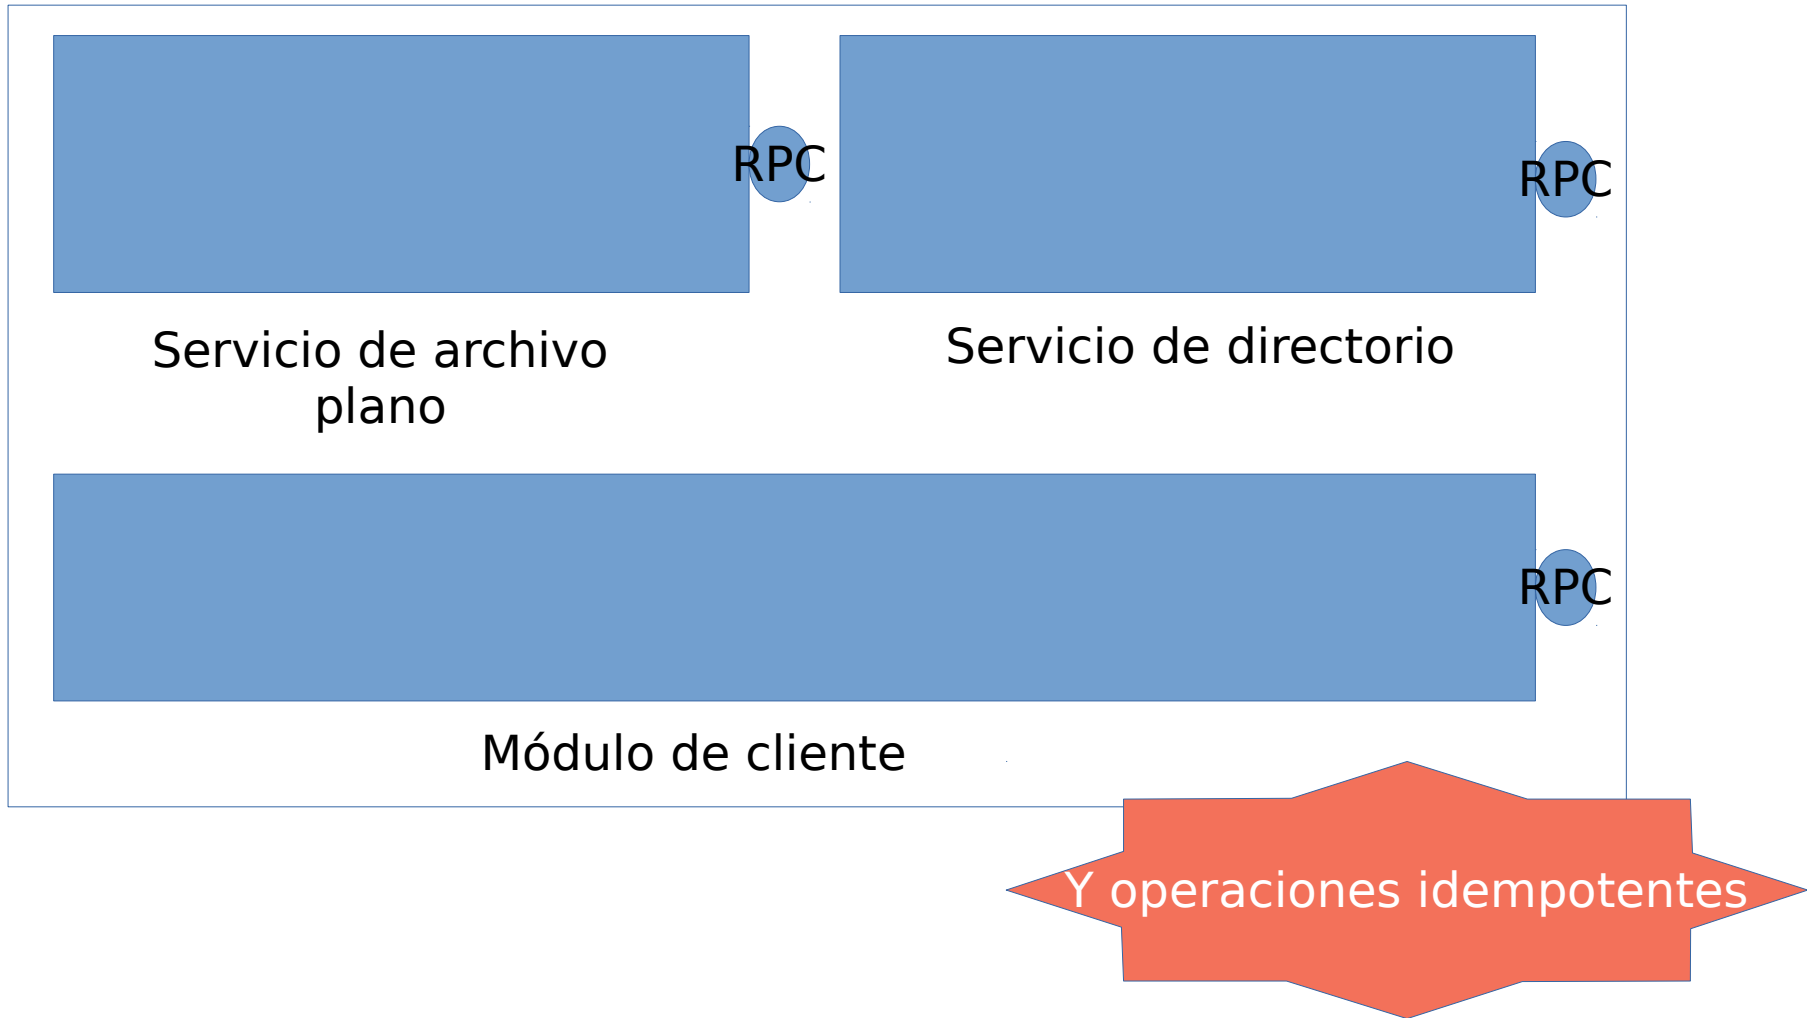 RPC
RPC
Servicio de archivo
plano
Servicio de directorio
RPC
Módulo de cliente
Y operaciones idempotentes